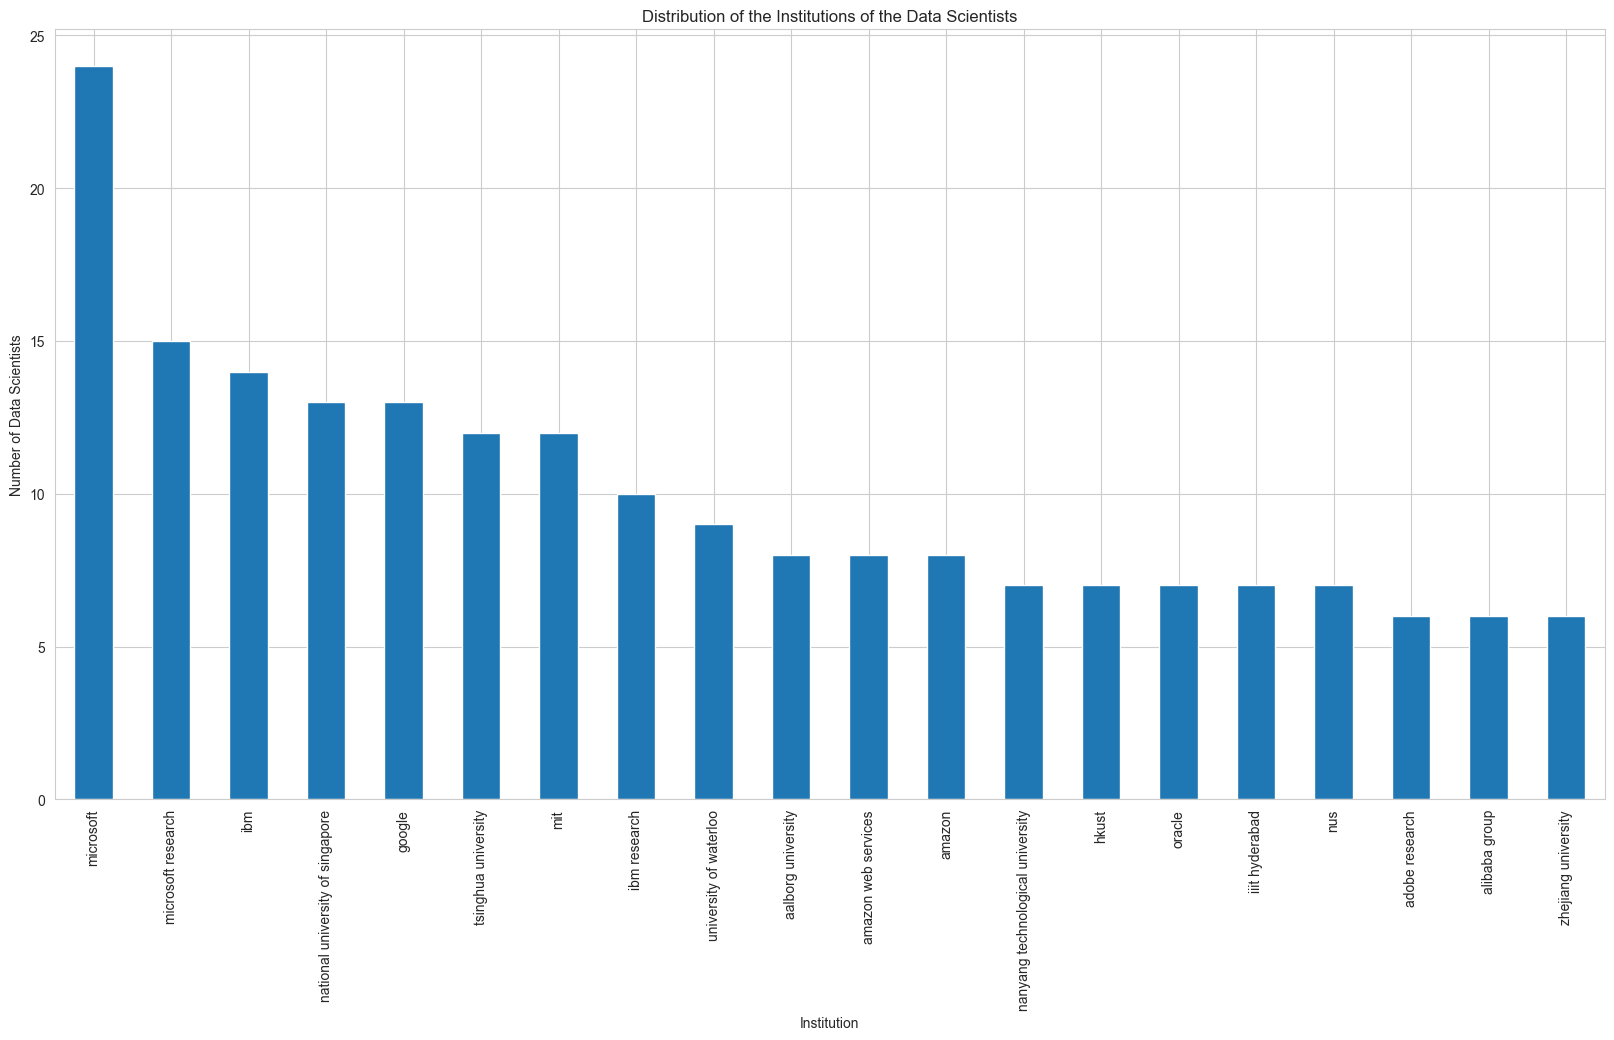 Distribution of the Institutions of the Data Scientists
25
20
15
10
5
0
Number of Data Scientists
microsoft
microsoft research
ibm
national university of singapore
google
tsinghua university
mit
ibm research
university of waterloo
aalborg university
amazon web services
amazon
nanyang technological university
hkust
oracle
iiit hyderabad
nus
adobe research
alibaba group
zhejiang university
Institution